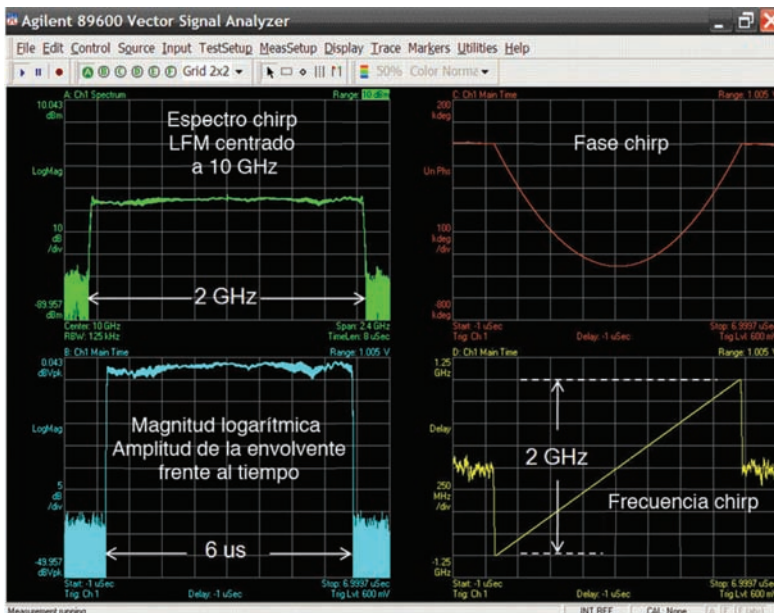 Agilent 89600 Vector Signal Analyzer
File Edit Control Source Input TestSetup MeasSetup Display Trace Markers Utilities Help
A B C D E F Grid 2x2 50% Color Norma
A: Ch1 Spectrum Range: 10 dBm
10.043
dBm
Espectro chirp
LFM centrado
a 10 GHz
LogMag
10
dB
/div
2 GHz
-89.957
dBm
Center: 10 GHz Span: 2.4 GHz
RBW: 125 kHz TimeLen: 8 uSec
C: Ch1 Main Time Range: 1.005 V
200
kdeg
Fase chirp
Un Phs
100
kdeg
/div
-800
kdeg
Start: -1 uSec Stop: 6.9997 uSec
Trig: Ch 1 Delay: -1 uSec Trig Lvl: 600 mV
B: Ch1 Main Time Range: 1.005 V
0.043
dBVpk
LogMag
Magnitud logarítmica
Amplitud de la envolvente
frente al tiempo
5
dB
/div
6 us
-49.957
dBVpk
Start: -1 uSec Stop: 6.9997 uSec
Trig: Ch 1 Delay: -1 uSec Trig Lvl: 600 mV
D: Ch1 Main Time Range: 1.005 V
1.25
GHz
Delay
2 GHz
250
MHz
/div
Frecuencia chirp
-1.25
GHz
Start: -1 uSec Stop: 6.9997 uSec
Trig: Ch 1 Delay: -1 uSec Trig Lvl: 600 mV
Measurement running INT REF CAL: None